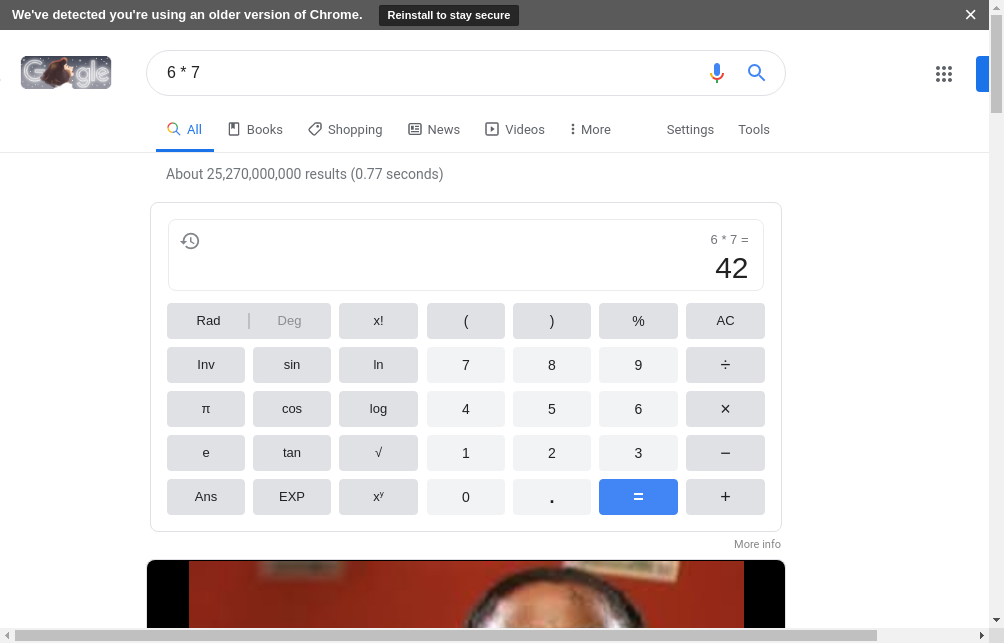 We've detected you're using an older version of Chrome. Reinstall to stay secure
Google
6 * 7
All Books Shopping News Videos More Settings Tools
About 25,270,000,000 results (0.77 seconds)
6 * 7 =
42
Rad Deg x! ( ) % AC
Inv sin ln 7 8 9 ÷
π cos log 4 5 6 ×
e tan √ 1 2 3 −
Ans EXP xʸ 0 . = +
More info